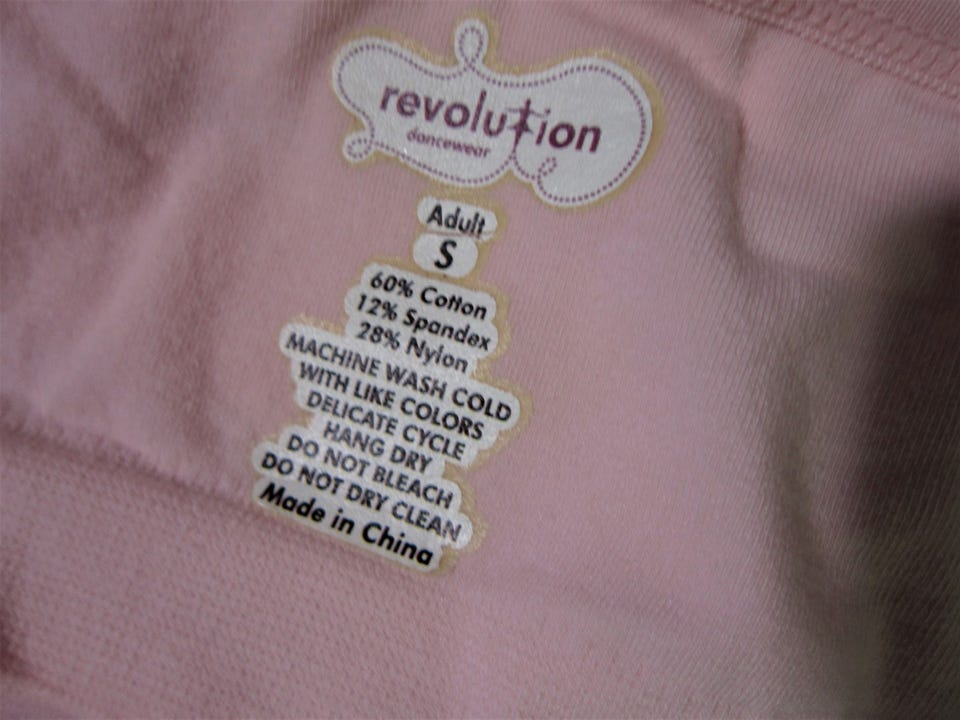 revolution
dancewear
Adult
S
60% Cotton
12% Spandex
28% Nylon
MACHINE WASH COLD
WITH LIKE COLORS
DELICATE CYCLE
HANG DRY
DO NOT BLEACH
DO NOT DRY CLEAN
Made in China